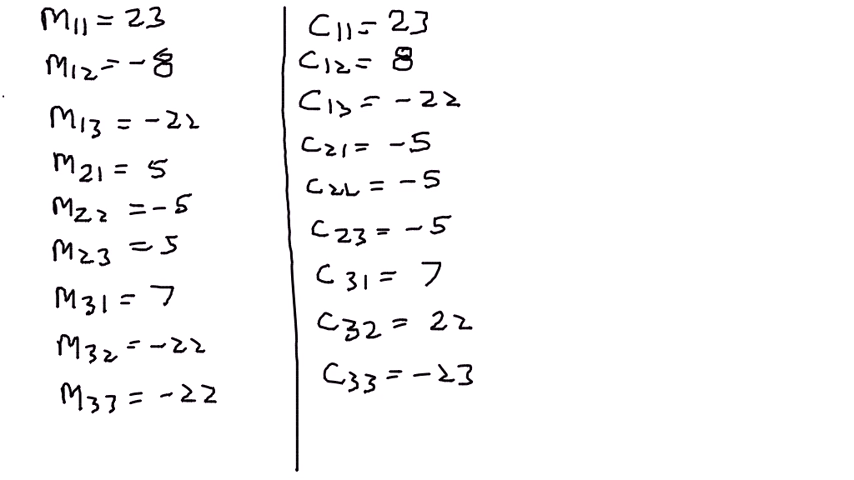 M11 = 23
M12 = -8
M13 = -22
M21 = 5
M22 = -5
M23 = 5
M31 = 7
M32 = -22
M33 = -22
C11 = 23
C12 = 8
C13 = -22
C21 = -5
C22 = -5
C23 = -5
C31 = 7
C32 = 22
C33 = -23